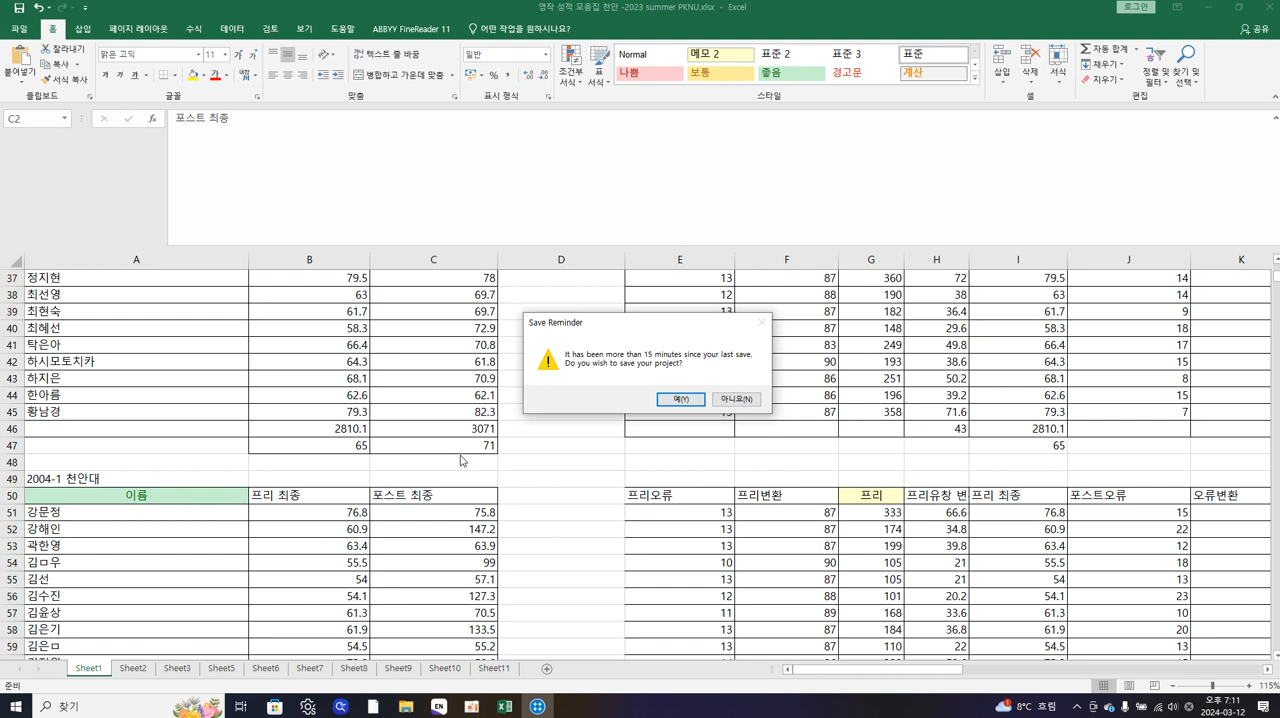 영작 성적 모음집 천안 -2023 summer PKNU.xlsx - Excel
로그인
파일 홈 삽입 페이지 레이아웃 수식 데이터 검토 보기 도움말 ABBYY FineReader 11 어떤 작업을 원하시나요? 공유
붙여넣기 잘라내기 복사 서식 복사
맑은 고딕 11 가 가 가 가 가 가
텍스트 줄 바꿈
병합하고 가운데 맞춤
일반
조건부 서식 표 서식
Normal 메모 2 표준 2 표준 3 표준
나쁨 보통 좋음 경고문 계산
삽입 삭제 서식
자동 합계 채우기 지우기
정렬 및 필터 찾기 및 선택
클립보드 글꼴 맞춤 표시 형식 스타일 셀 편집
C2 fx 포스트 최종
A B C D E F G H I J K
37 정지현 79.5 78 13 87 360 72 79.5 14
38 최선영 63 69.7 12 88 190 38 63 14
39 최현숙 61.7 69.7 13 87 182 36.4 61.7 9
40 최혜선 58.3 72.9 87 148 29.6 58.3 18
41 탁은아 66.4 70.8 83 249 49.8 66.4 17
42 하시모토치카 64.3 61.8 90 193 38.6 64.3 15
43 하지은 68.1 70.9 86 251 50.2 68.1 8
44 한아름 62.6 62.1 86 196 39.2 62.6 15
45 황남경 79.3 82.3 13 87 358 71.6 79.3 7
46 2810.1 3071 43 2810.1
47 65 71 65
48
49 2004-1 천안대
50 이름 프리 최종 포스트 최종 프리오류 프리변환 프리 프리유창 변 프리 최종 포스트오류 오류변환
51 강문정 76.8 75.8 13 87 333 66.6 76.8 15
52 강해인 60.9 147.2 13 87 174 34.8 60.9 22
53 곽한영 63.4 63.9 13 87 199 39.8 63.4 12
54 김ㅁ우 55.5 99 10 90 105 21 55.5 18
55 김선 54 57.1 13 87 105 21 54 13
56 김수진 54.1 127.3 12 88 101 20.2 54.1 23
57 김윤상 61.3 70.5 11 89 168 33.6 61.3 10
58 김은기 61.9 133.5 13 87 184 36.8 61.9 20
59 김은ㅁ 54.5 55.2 13 87 110 22 54.5 13
Save Reminder
It has been more than 15 minutes since your last save.
Do you wish to save your project?
예(Y) 아니요(N)
Sheet1 Sheet2 Sheet3 Sheet5 Sheet6 Sheet7 Sheet8 Sheet9 Sheet10 Sheet11
준비 115%
찾기 EN 8°C 흐림 오후 7:11
2024-03-12